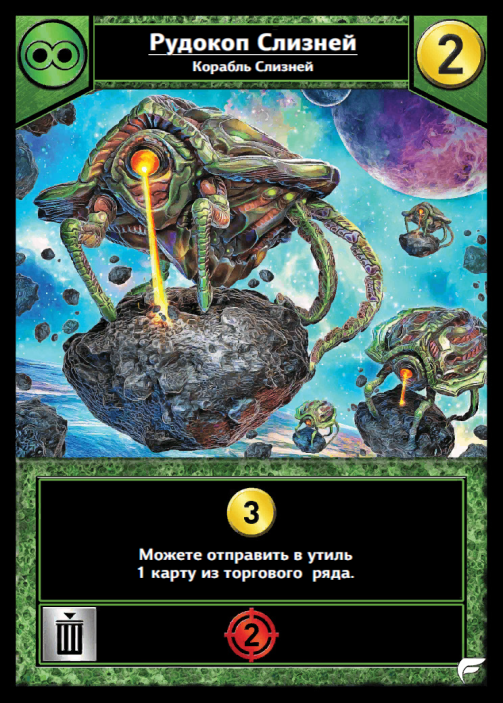 Рудокоп Слизней
2
Корабль Слизней
3
Можете отправить в утиль
1 карту из торгового ряда.
2